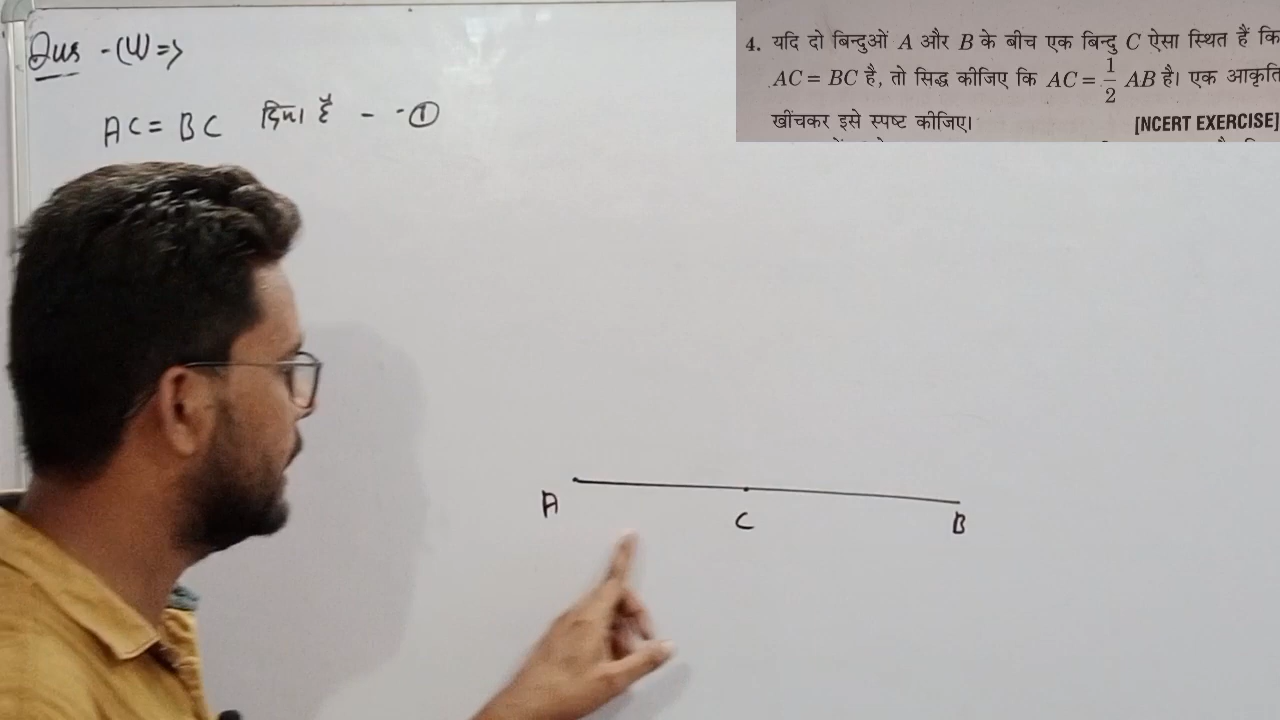 Qus -(4) =>
AC = BC दिया है - - ①
4. यदि दो बिन्दुओं A और B के बीच एक बिन्दु C ऐसा स्थित हैं कि
AC = BC है, तो सिद्ध कीजिए कि AC = 1/2 AB है। एक आकृति
खींचकर इसे स्पष्ट कीजिए।
[NCERT EXERCISE]
A
C
B